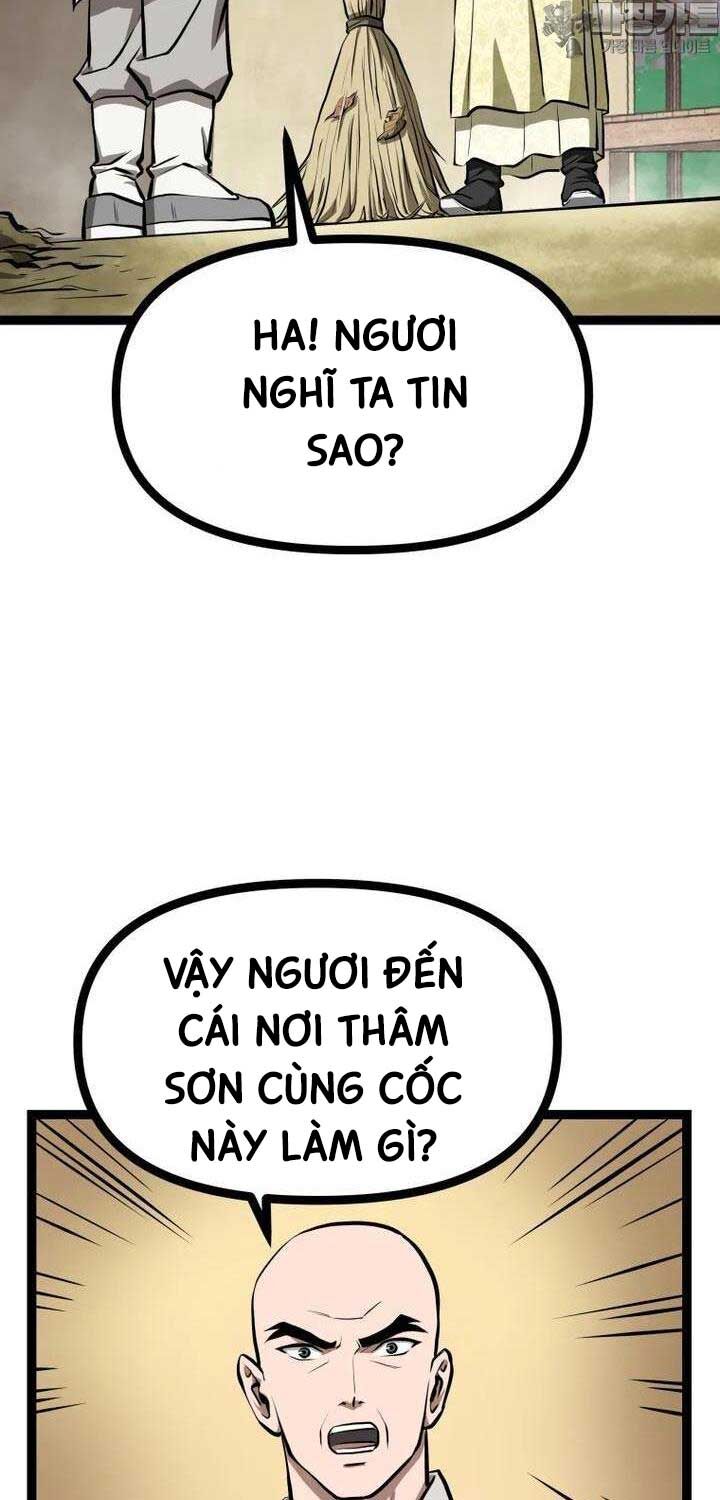 HA! NGƯƠI
NGHĨ TA TIN
SAO?
VẬY NGƯƠI ĐẾN
CÁI NƠI THÂM
SƠN CÙNG CỐC
NÀY LÀM GÌ?